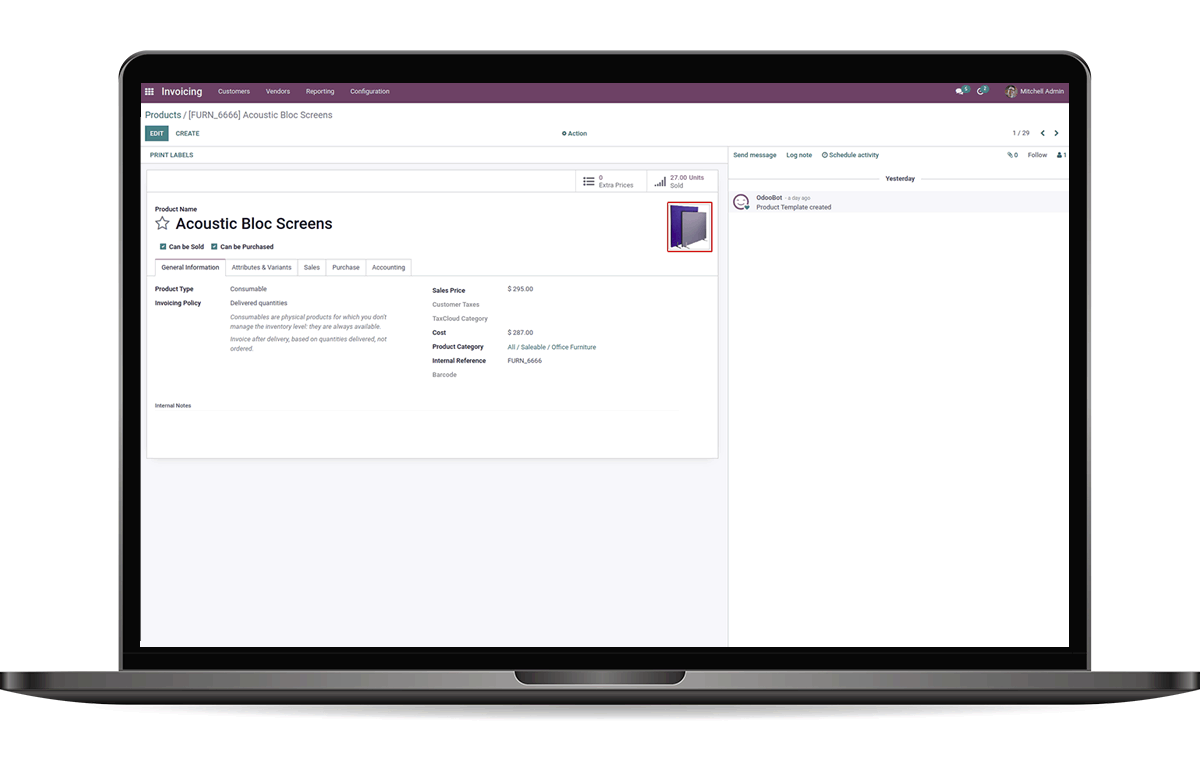 Invoicing Customers Vendors Reporting Configuration Mitchell Admin
Products / [FURN_6666] Acoustic Bloc Screens
EDIT CREATE Action 1 / 29
PRINT LABELS
Send message Log note Schedule activity 0 Follow 1
0
Extra Prices
27.00 Units
Sold
Yesterday
OdooBot - a day ago
Product Template created
Product Name
Acoustic Bloc Screens
Can be Sold Can be Purchased
General Information Attributes & Variants Sales Purchase Accounting
Product Type Consumable
Invoicing Policy Delivered quantities
Consumables are physical products for which you don't
manage the inventory level: they are always available.
Invoice after delivery, based on quantities delivered, not
ordered.
Sales Price $ 295.00
Customer Taxes
TaxCloud Category
Cost $ 287.00
Product Category All / Saleable / Office Furniture
Internal Reference FURN_6666
Barcode
Internal Notes